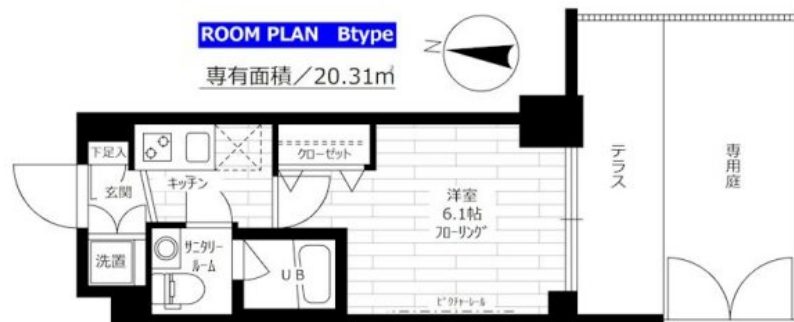 ROOM PLAN Btype
専有面積／20.31㎡
N
下足入
玄関
キッチン
クローゼット
洋室
6.1帖
フローリング
テラス
専用庭
洗置
サニタリー
ルーム
UB
ピクチャーレール